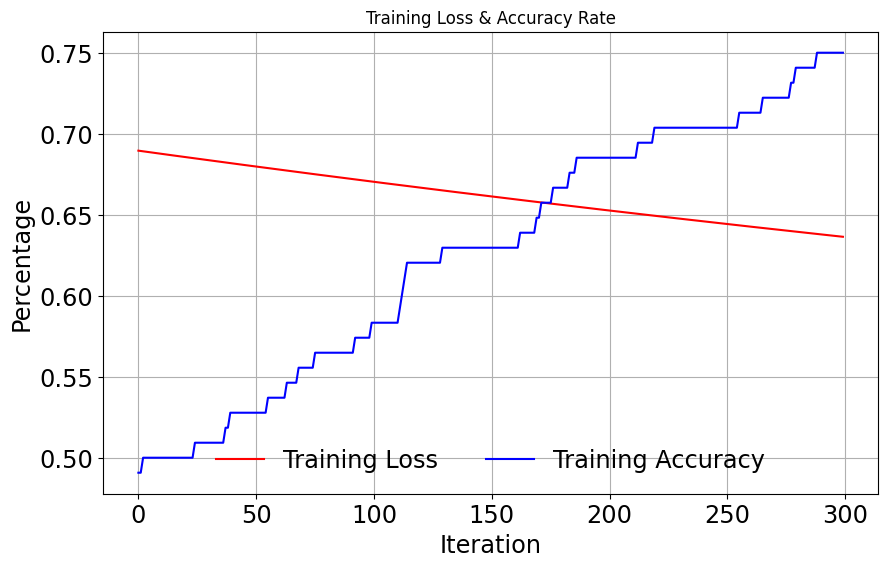 Training Loss & Accuracy Rate
0.75
0.70
0.65
0.60
0.55
0.50
Percentage
Training Loss
Training Accuracy
0 50 100 150 200 250 300
Iteration